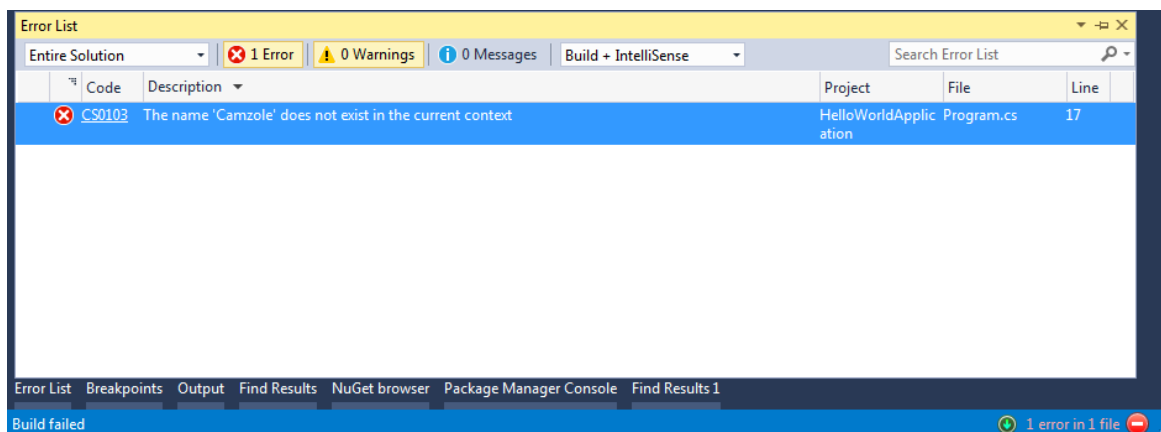 Error List
Entire Solution 1 Error 0 Warnings 0 Messages Build + IntelliSense Search Error List
Code Description Project File Line
CS0103 The name 'Camzole' does not exist in the current context HelloWorldApplic Program.cs 17
ation
Error List Breakpoints Output Find Results NuGet browser Package Manager Console Find Results 1
Build failed 1 error in 1 file